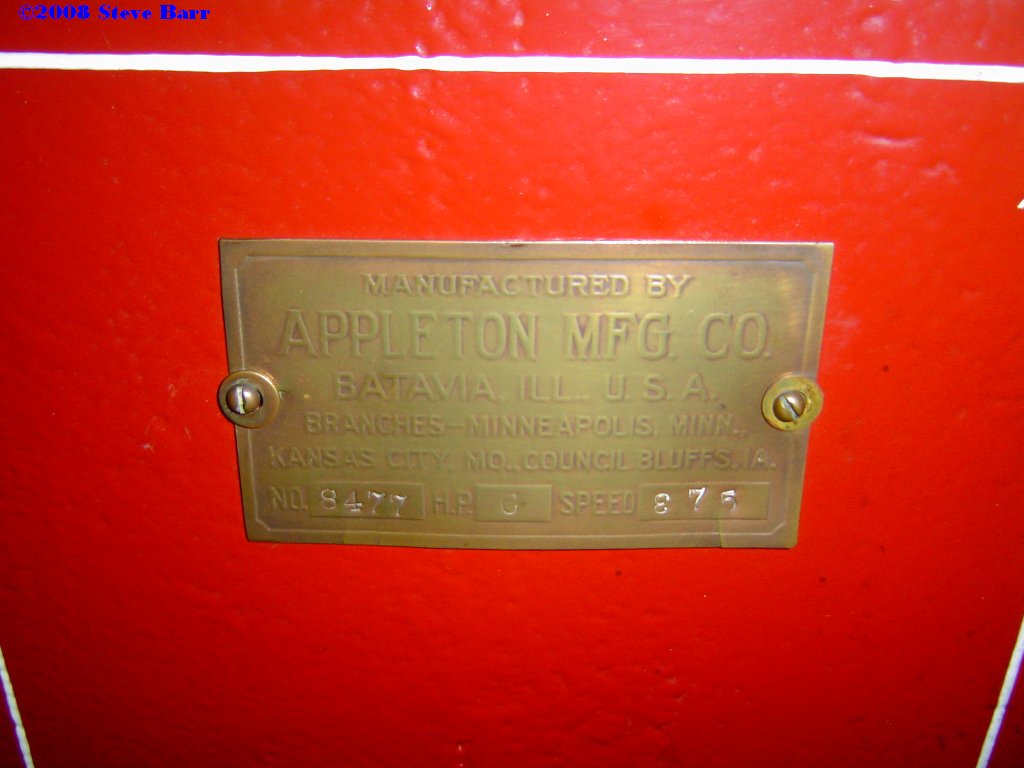 ©2008 Steve Barr
MANUFACTURED BY
APPLETON MFG. CO.
BATAVIA, ILL., U.S.A.
BRANCHES—MINNEAPOLIS, MINN.,
KANSAS CITY, MO., COUNCIL BLUFFS, IA.
NO. 8477 H.P. SPEED 875